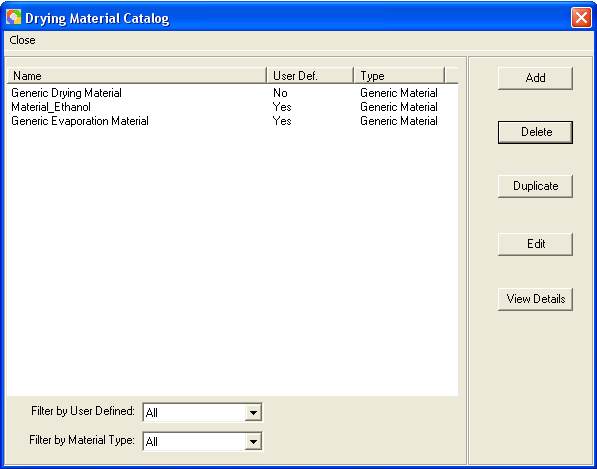 Drying Material Catalog
Close
Name User Def. Type
Generic Drying Material No Generic Material
Material_Ethanol Yes Generic Material
Generic Evaporation Material Yes Generic Material
Add
Delete
Duplicate
Edit
View Details
Filter by User Defined: All
Filter by Material Type: All